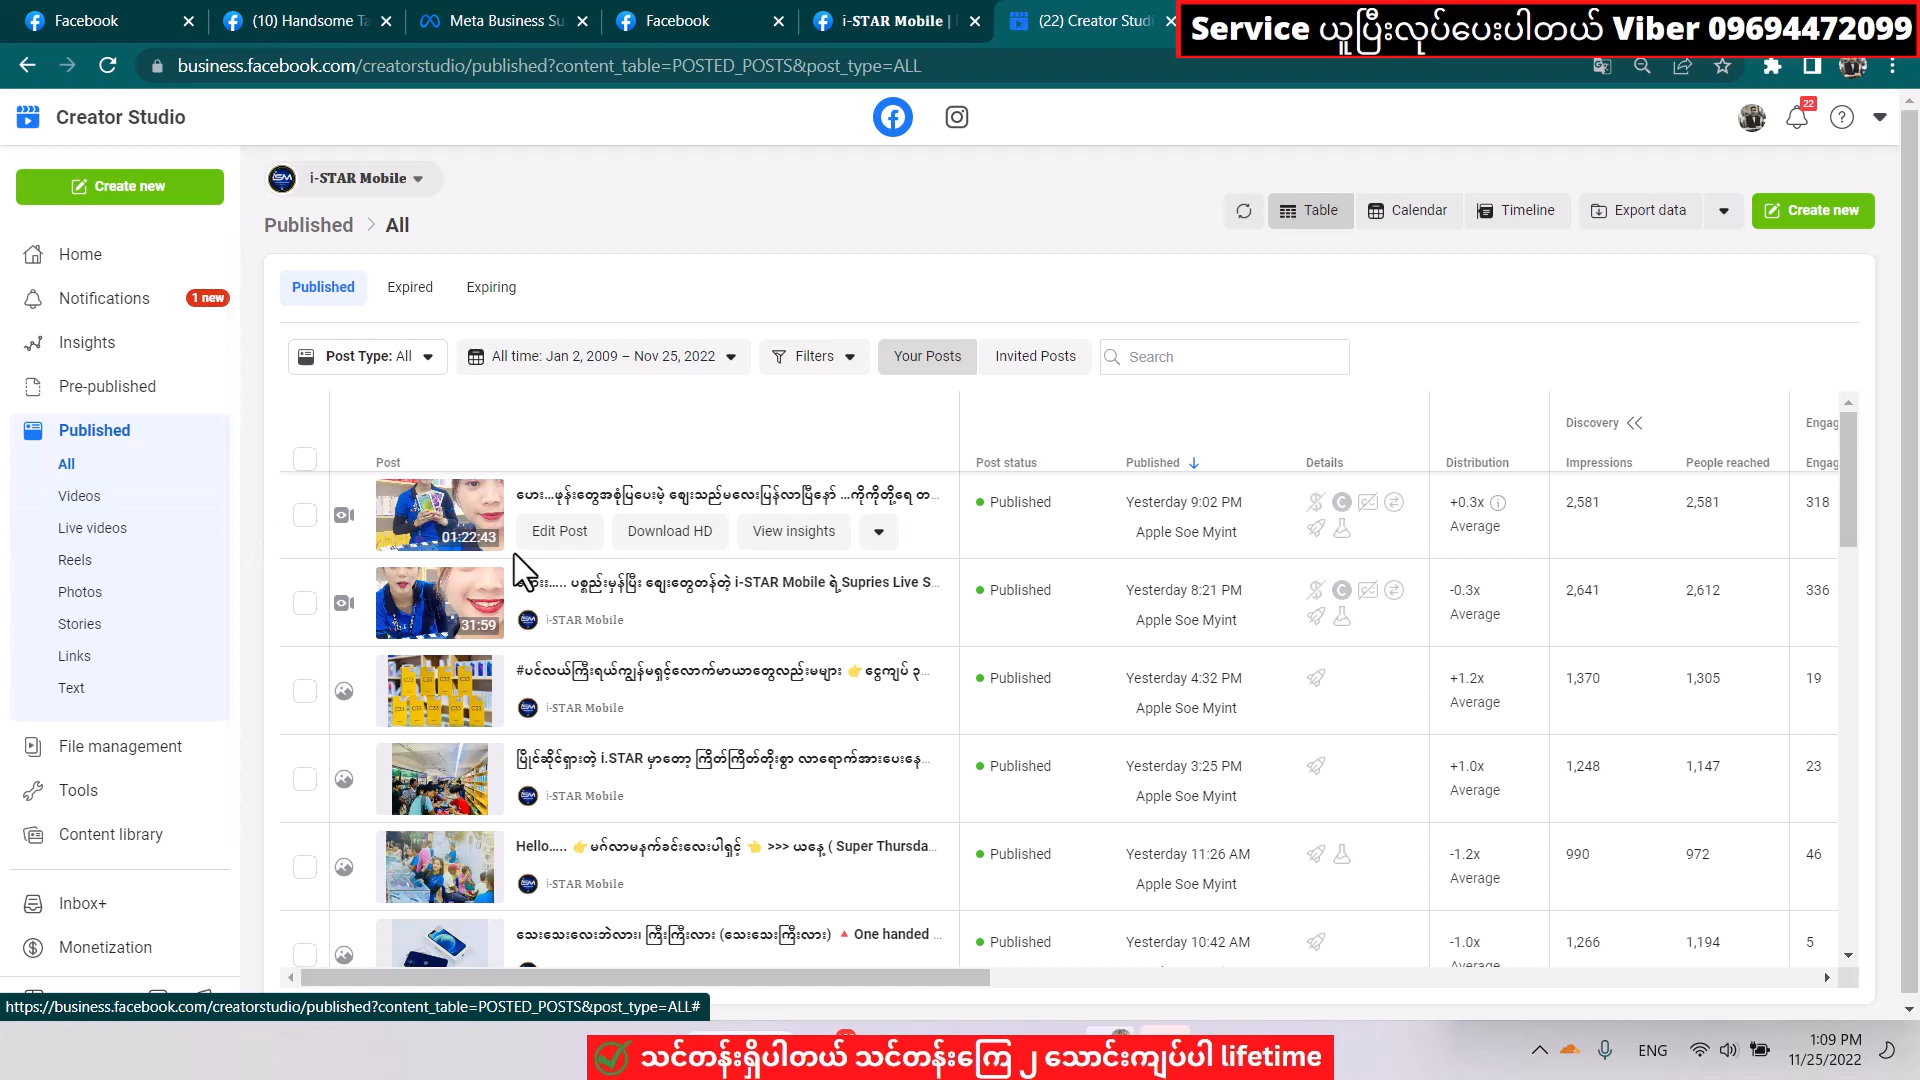 Facebook
(10) Handsome Ta
Meta Business Su
Facebook
i-STAR Mobile |
(22) Creator Studi
Service ယူပြီးလုပ်ပေးပါတယ် Viber 09694472099
business.facebook.com/creatorstudio/published?content_table=POSTED_POSTS&post_type=ALL
Creator Studio
22
Create new
i-STAR Mobile
Published > All
Table
Calendar
Timeline
Export data
Create new
Home
Notifications
1 new
Insights
Pre-published
Published
All
Videos
Live videos
Reels
Photos
Stories
Links
Text
File management
Tools
Content library
Inbox+
Monetization
Published
Expired
Expiring
Post Type: All
All time: Jan 2, 2009 – Nov 25, 2022
Filters
Your Posts
Invited Posts
Search
Discovery
Engag
Post
Post status
Published
Details
Distribution
Impressions
People reached
Engag
01:22:43
ဟေး...ဖုန်းတွေအစုံပြပေးမဲ့ ဈေးသည်မလေးပြန်လာပြီနော် ...ကိုကိုတို့ရေ တ...
Edit Post
Download HD
View insights
Published
Yesterday 9:02 PM
Apple Soe Myint
+0.3x
Average
2,581
2,581
318
31:59
..... ပစ္စည်းမှန်ပြီး ဈေးတွေတန်တဲ့ i-STAR Mobile ရဲ့ Supries Live S...
i-STAR Mobile
Published
Yesterday 8:21 PM
Apple Soe Myint
-0.3x
Average
2,641
2,612
336
#ပင်လယ်ကြီးရယ်ကျွန်မရှင့်လောက်မာယာတွေလည်းမများ 👉ငွေကျပ် ၃...
i-STAR Mobile
Published
Yesterday 4:32 PM
Apple Soe Myint
+1.2x
Average
1,370
1,305
19
ပြိုင်ဆိုင်ရှားတဲ့ i.STAR မှာတော့ ကြိတ်ကြိတ်တိုးစွာ လာရောက်အားပေးနေ...
i-STAR Mobile
Published
Yesterday 3:25 PM
Apple Soe Myint
+1.0x
Average
1,248
1,147
23
Hello..... 👉မင်္ဂလာမနက်ခင်းလေးပါရှင့် 👈 >>> ယနေ့ ( Super Thursda...
i-STAR Mobile
Published
Yesterday 11:26 AM
Apple Soe Myint
-1.2x
Average
990
972
46
သေးသေးလေးဘဲလား၊ ကြီးကြီးလား (သေးသေးကြီးလား) 🔺One handed ...
Published
Yesterday 10:42 AM
-1.0x
Average
1,266
1,194
5
https://business.facebook.com/creatorstudio/published?content_table=POSTED_POSTS&post_type=ALL#
သင်တန်းရှိပါတယ် သင်တန်းကြေ ၂ သောင်းကျပ်ပါ lifetime
ENG
1:09 PM
11/25/2022